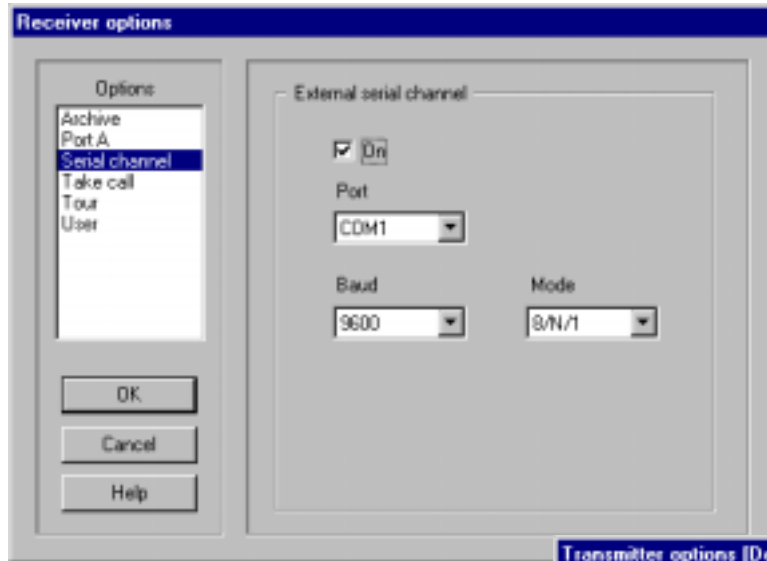 Receiver options
Options
Archive
Port A
Serial channel
Take call
Tour
User
OK
Cancel
Help
External serial channel
On
Port
COM1
Baud
Mode
9600
8/N/1
Transmitter options